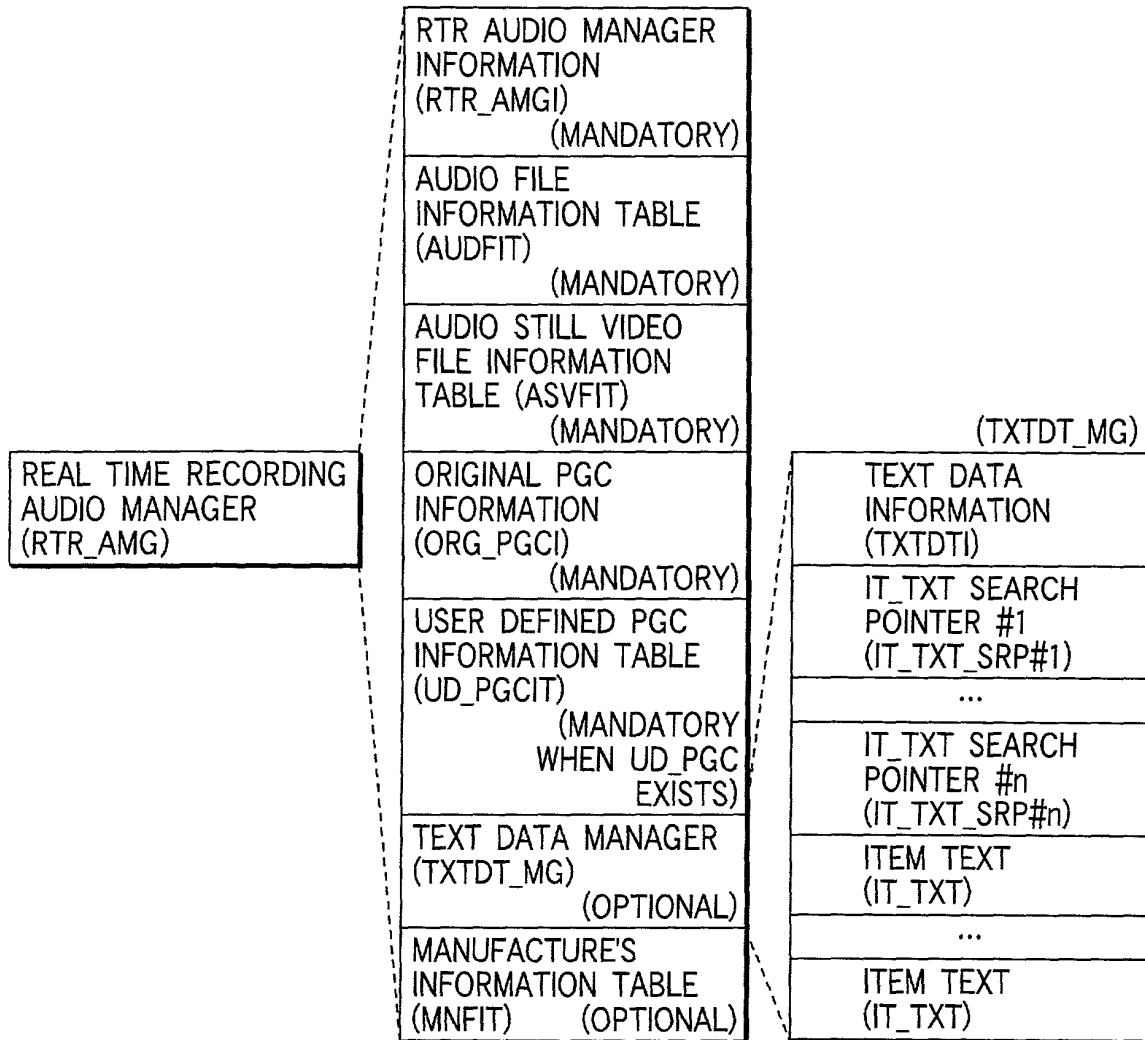 REAL TIME RECORDING
AUDIO MANAGER
(RTR_AMG)
RTR AUDIO MANAGER
INFORMATION
(RTR_AMGI)
(MANDATORY)
AUDIO FILE
INFORMATION TABLE
(AUDFIT)
(MANDATORY)
AUDIO STILL VIDEO
FILE INFORMATION
TABLE (ASVFIT)
(MANDATORY)
ORIGINAL PGC
INFORMATION
(ORG_PGCI)
(MANDATORY)
USER DEFINED PGC
INFORMATION TABLE
(UD_PGCIT)
(MANDATORY
WHEN UD_PGC
EXISTS)
TEXT DATA MANAGER
(TXTDT_MG)
(OPTIONAL)
MANUFACTURE'S
INFORMATION TABLE
(MNFIT) (OPTIONAL)
(TXTDT_MG)
TEXT DATA
INFORMATION
(TXTDTI)
IT_TXT SEARCH
POINTER #1
(IT_TXT_SRP#1)
...
IT_TXT SEARCH
POINTER #n
(IT_TXT_SRP#n)
ITEM TEXT
(IT_TXT)
...
ITEM TEXT
(IT_TXT)